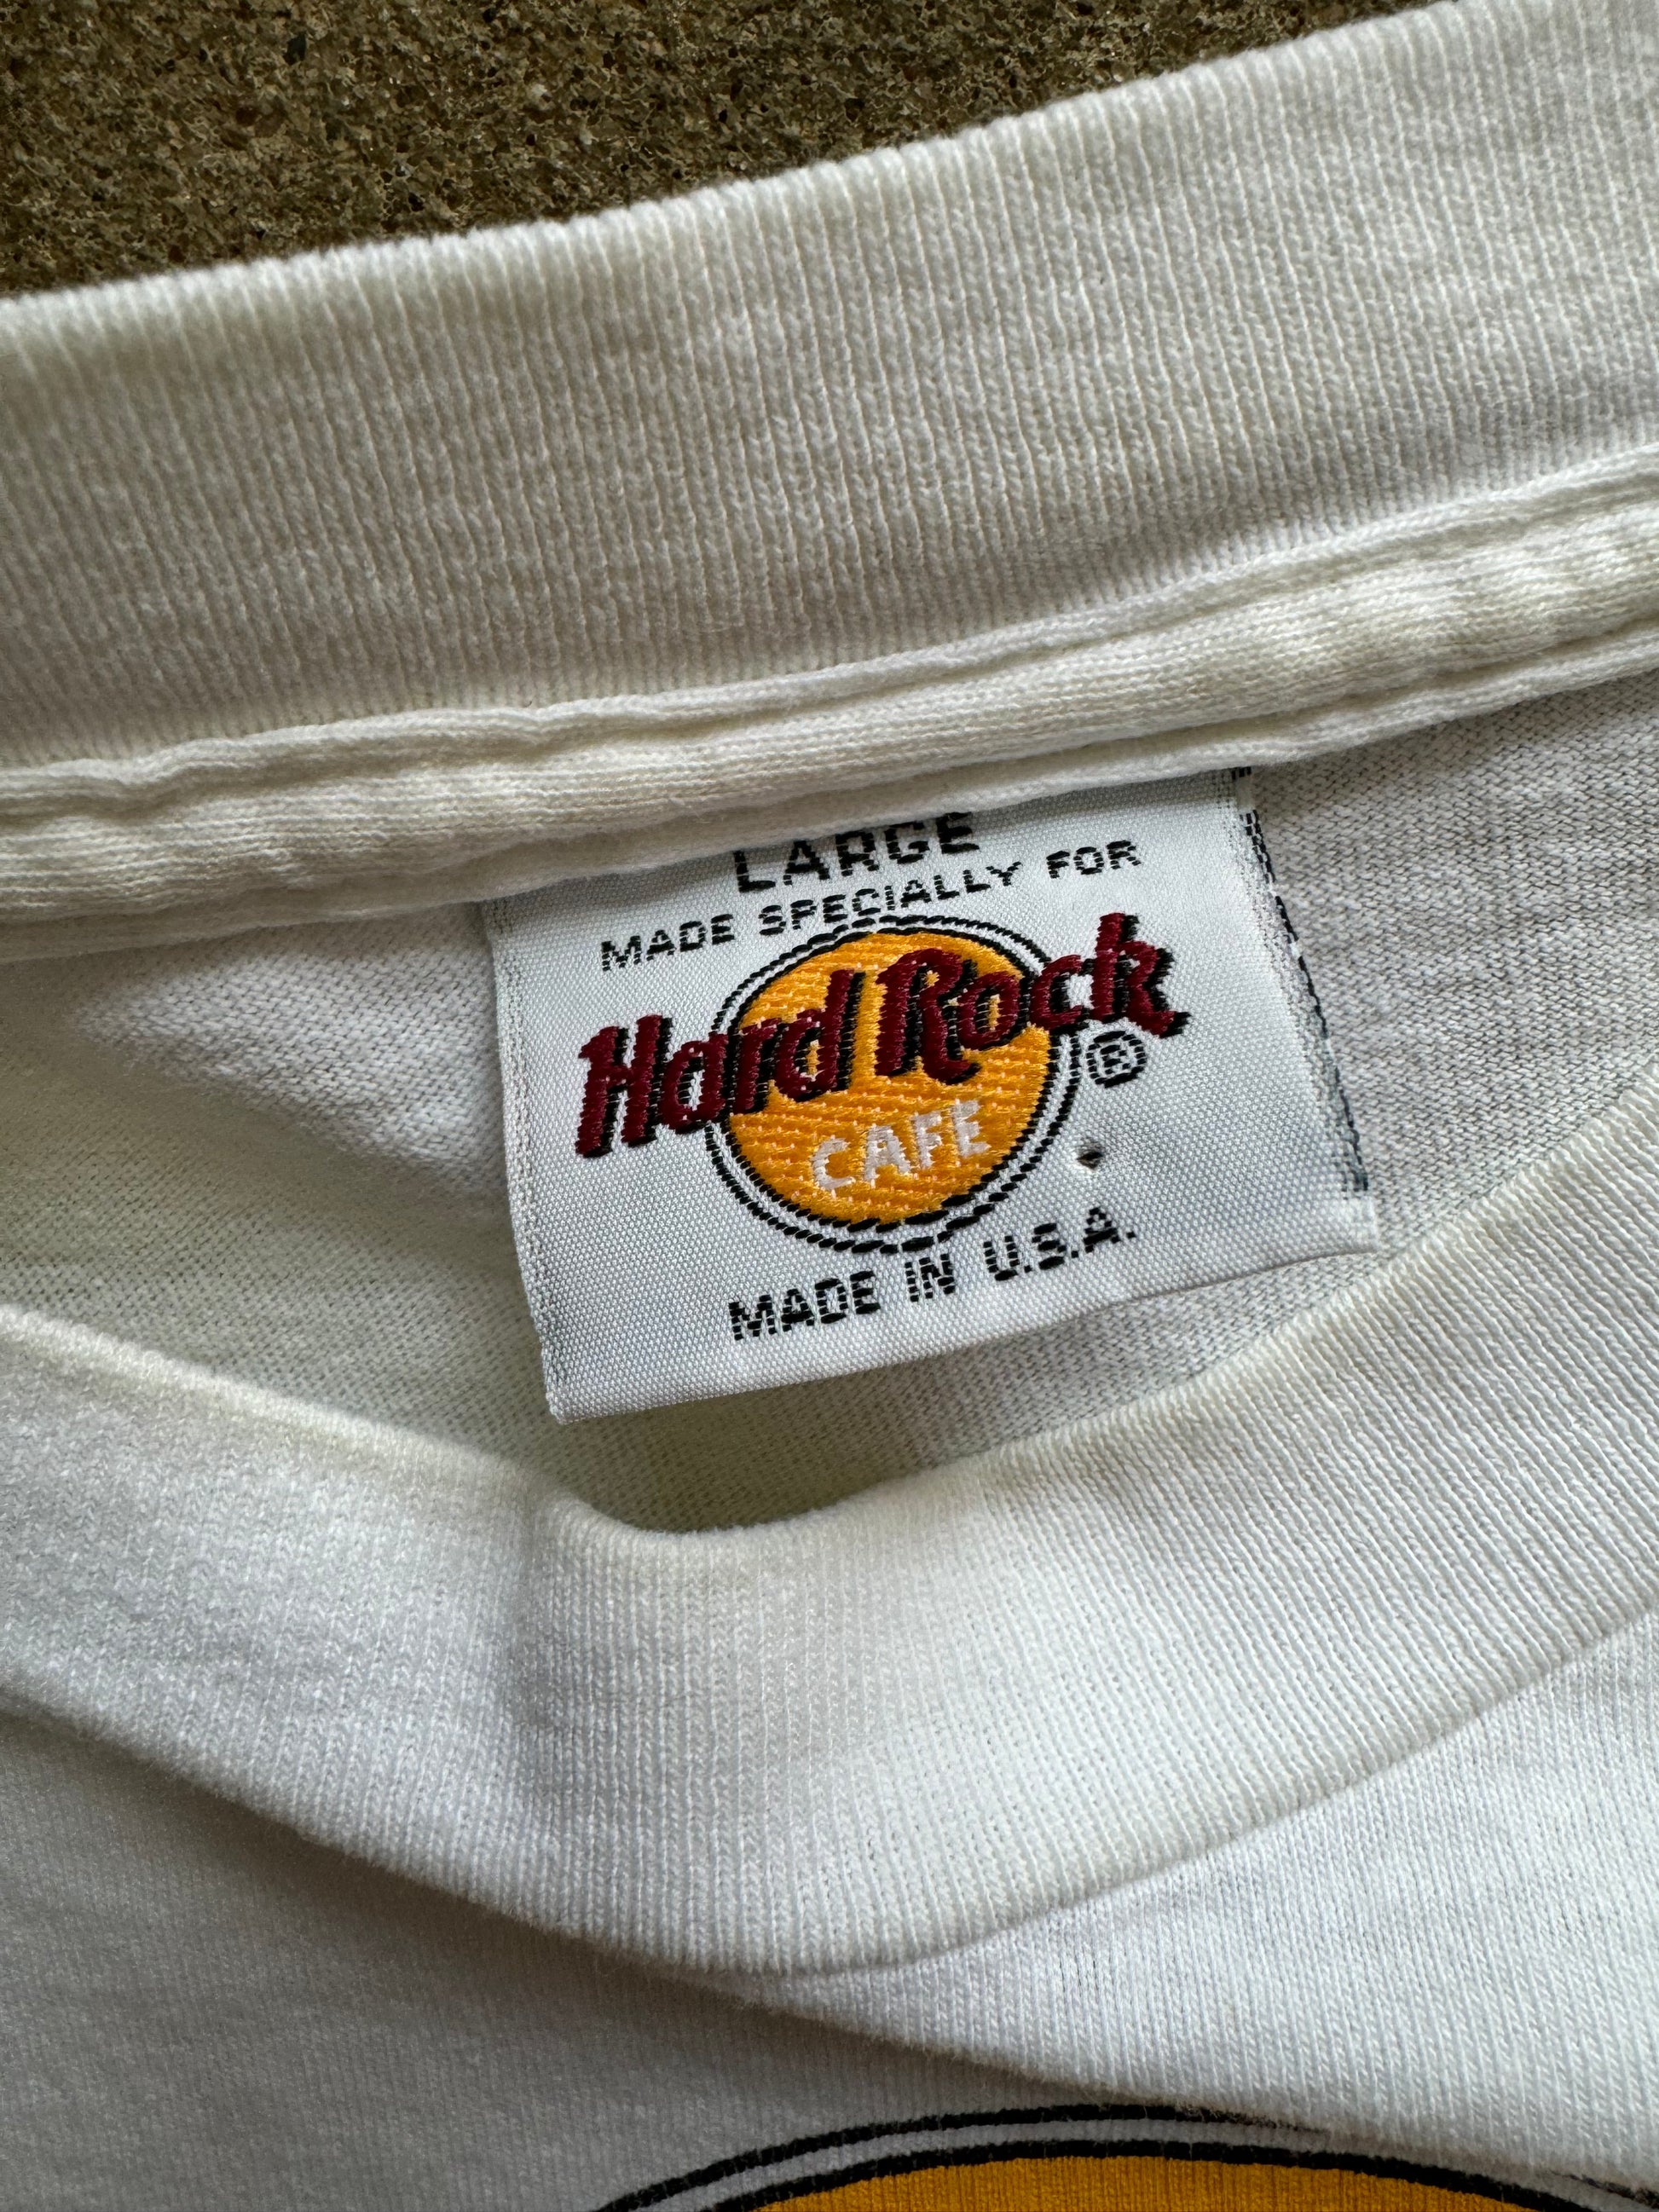 LARGE
MADE SPECIALLY FOR
Hard Rock
®
CAFE
MADE IN U.S.A.